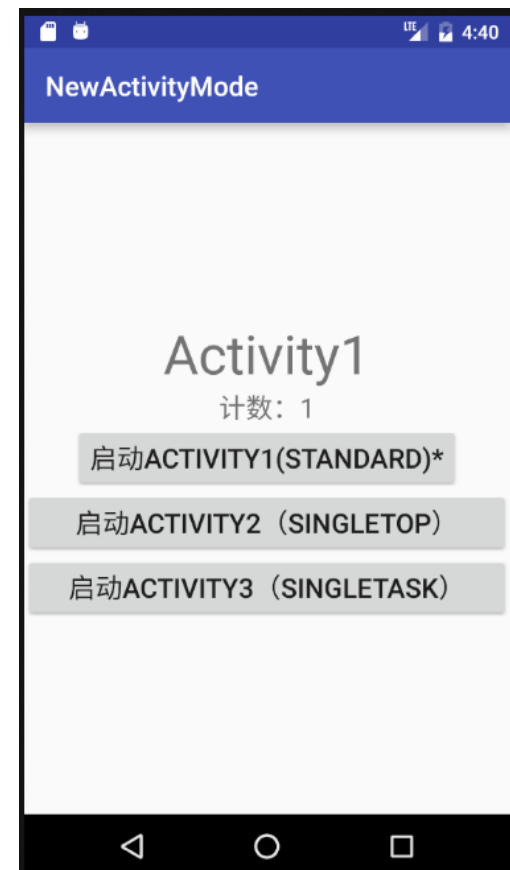 LTE 4:40
NewActivityMode
Activity1
计数：1
启动ACTIVITY1(STANDARD)*
启动ACTIVITY2（SINGLETOP）
启动ACTIVITY3（SINGLETASK）